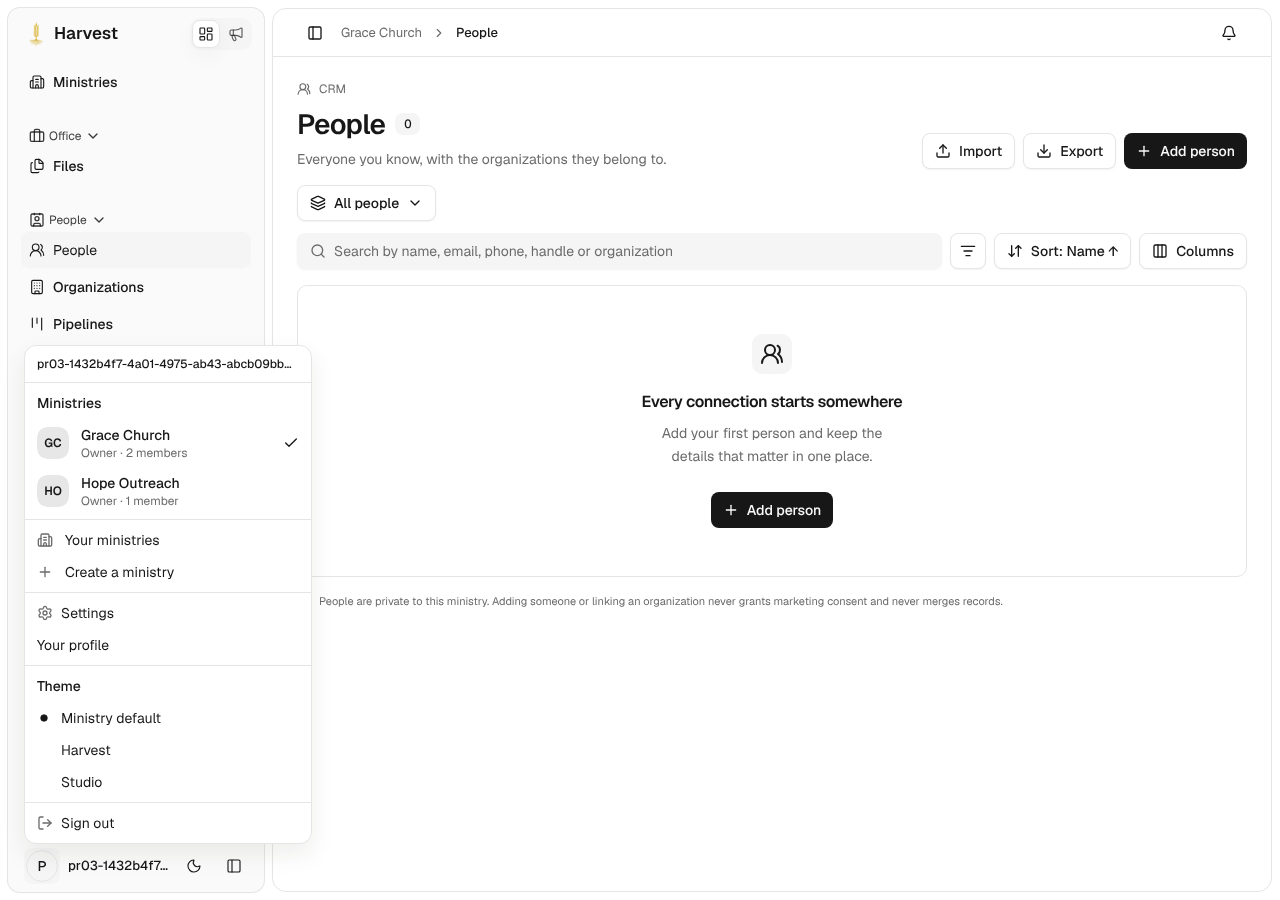 Harvest
Ministries
Office
Files
People
People
Organizations
Pipelines
pr03-1432b4f7-4a01-4975-ab43-abcb09bb...
Ministries
GC
Grace Church
Owner · 2 members
HO
Hope Outreach
Owner · 1 member
Your ministries
Create a ministry
Settings
Your profile
Theme
Ministry default
Harvest
Studio
Sign out
P
pr03-1432b4f7...
Grace Church
People
CRM
People
0
Everyone you know, with the organizations they belong to.
Import
Export
Add person
All people
Search by name, email, phone, handle or organization
Sort: Name ↑
Columns
Every connection starts somewhere
Add your first person and keep the
details that matter in one place.
Add person
People are private to this ministry. Adding someone or linking an organization never grants marketing consent and never merges records.